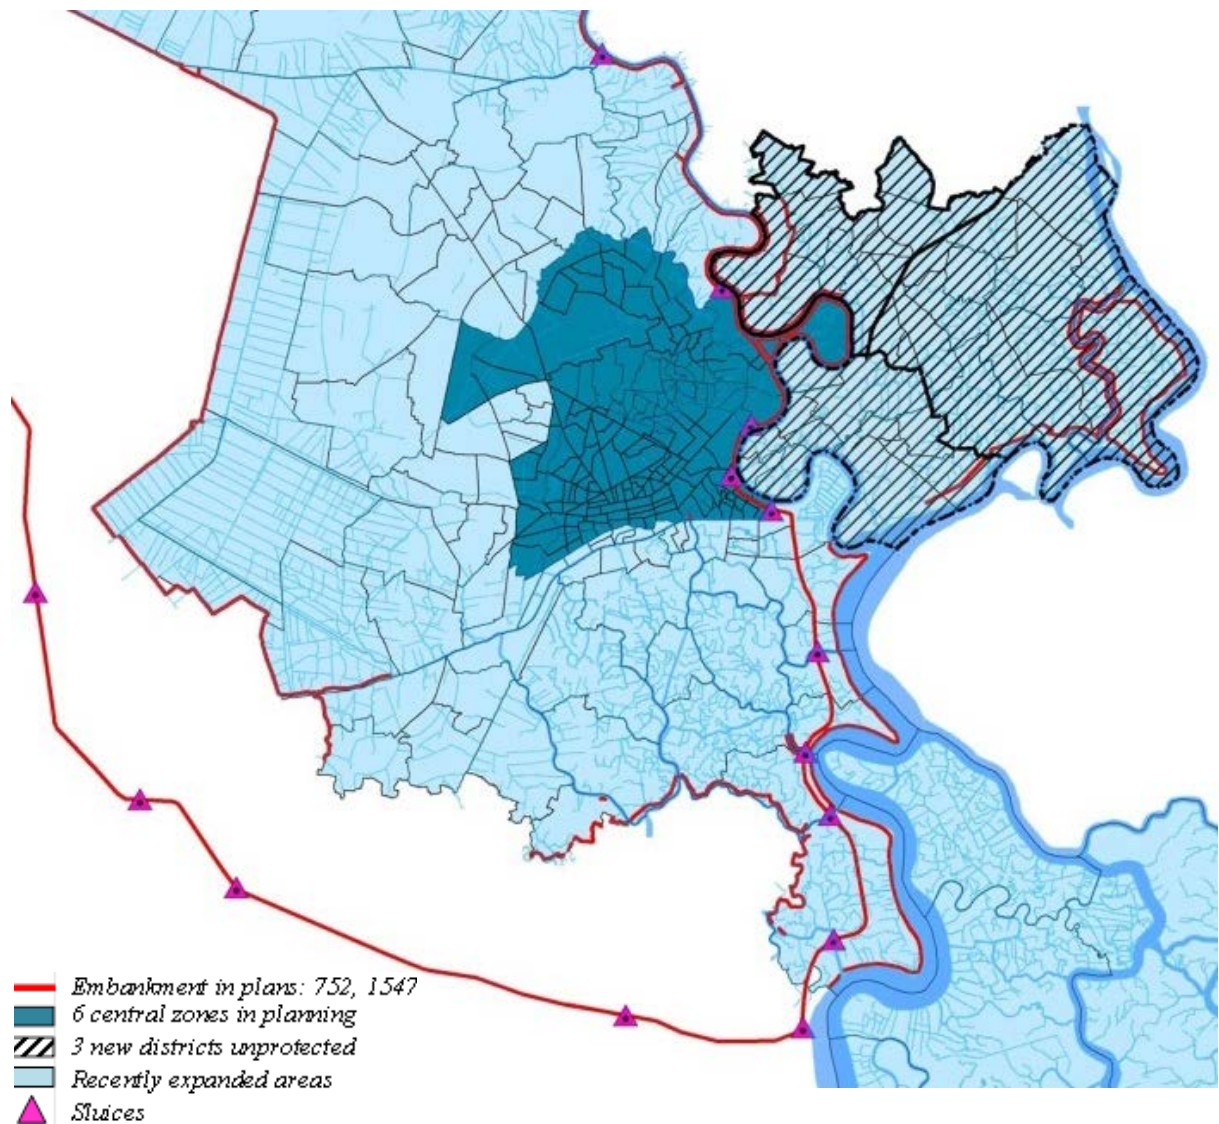 Embankment in plans: 752, 1547
6 central zones in planning
3 new districts unprotected
Recently expanded areas
Sluices